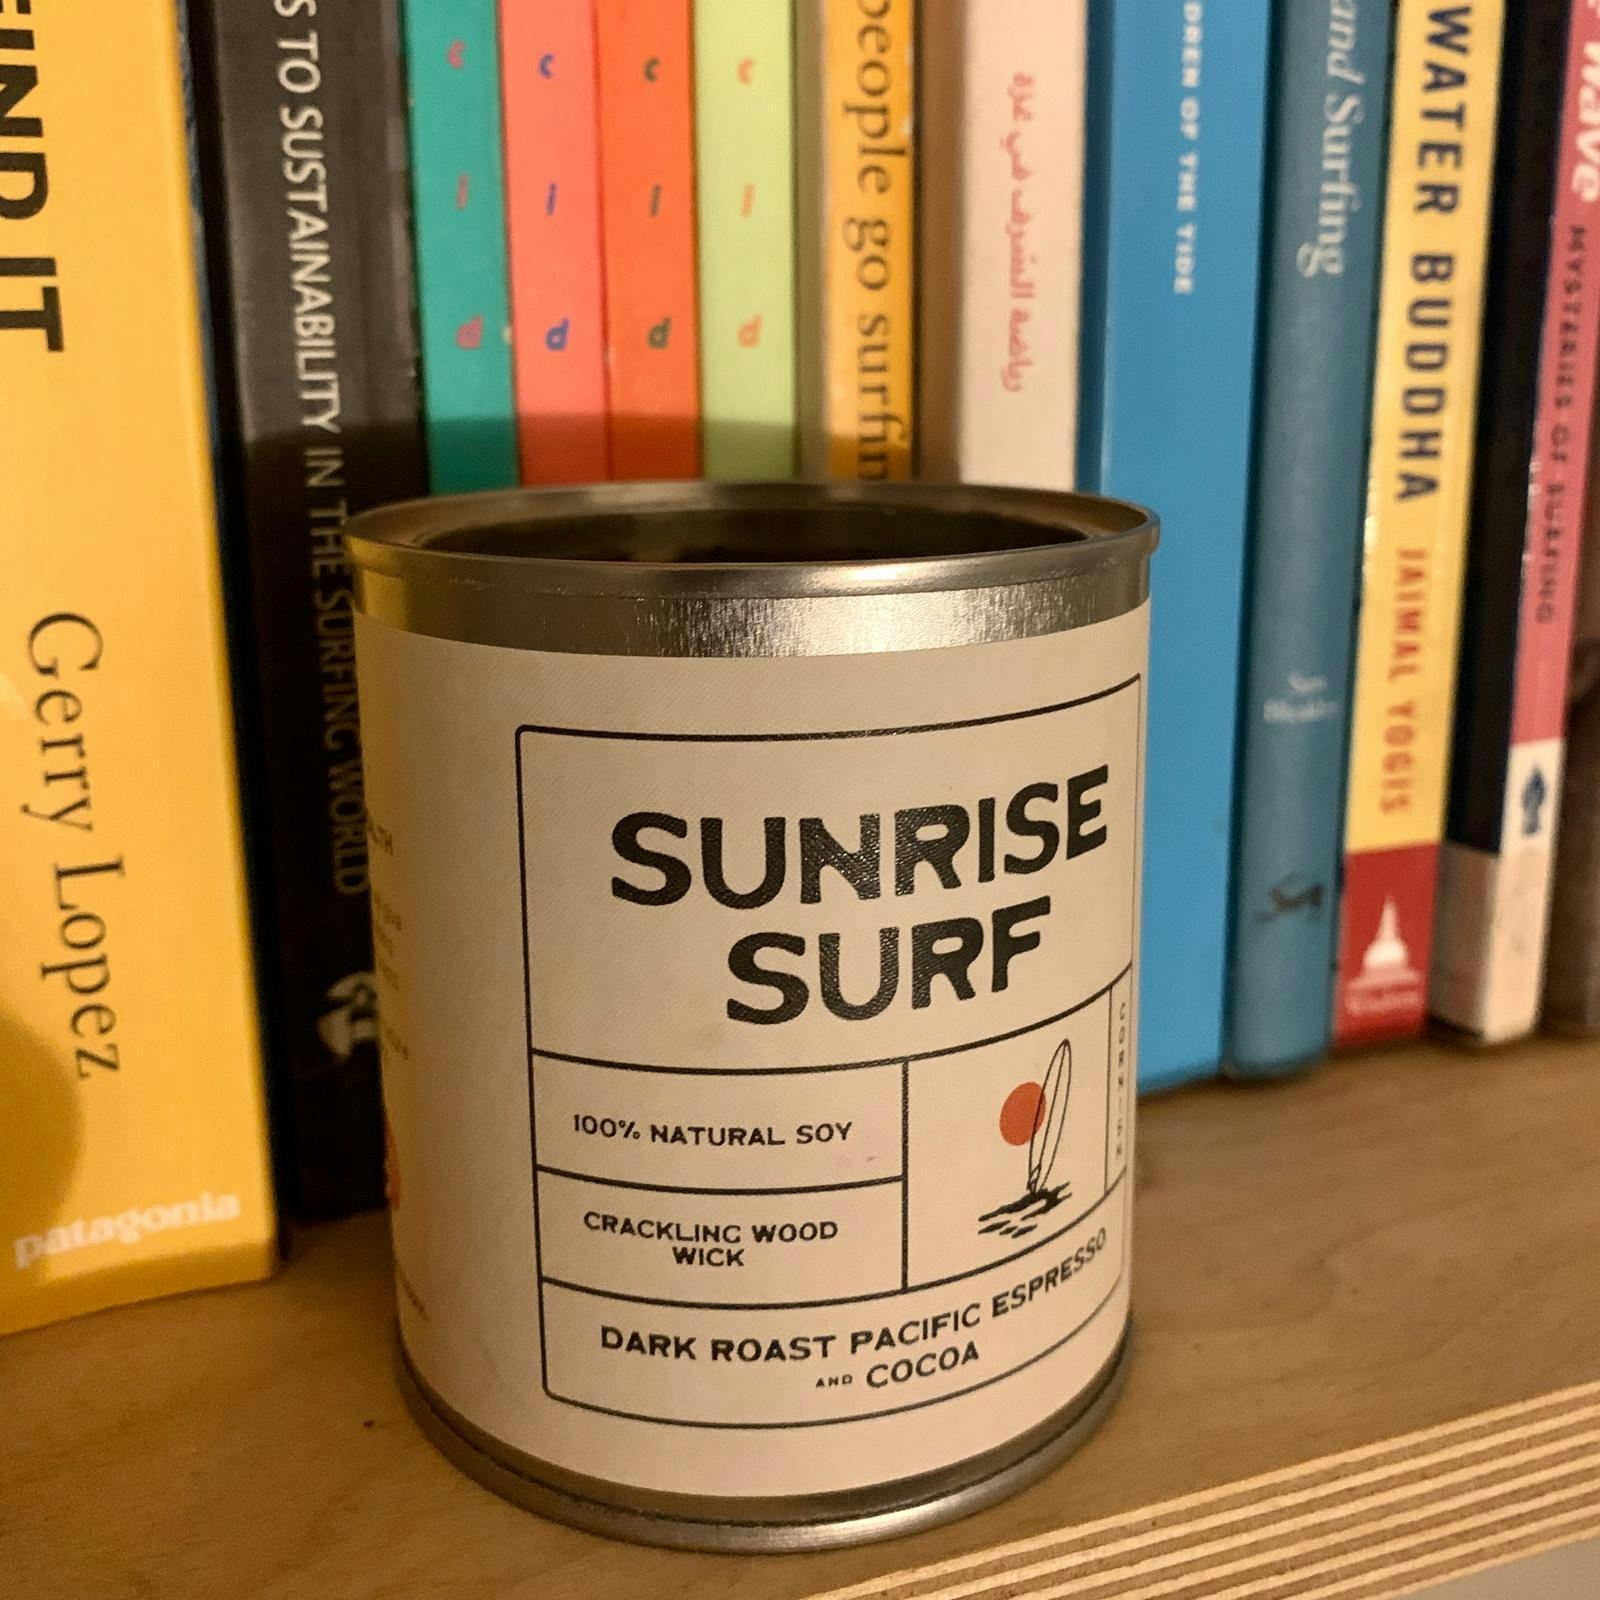 FIND IT
Gerry Lopez
patagonia
S TO SUSTAINABILITY IN THE SURFING WORLD
c i d
c i d
c i d
c i d
people go surfin
رياضة الشرف في غزة
DREN OF THE TIDE
and Surfing
Sam
WATER BUDDHA JAIMAL YOGIS
wave MYSTERIES OF SURFING
SUNRISE
SURF
100% NATURAL SOY
CRACKLING WOOD
WICK
DARK ROAST PACIFIC ESPRESSO
AND COCOA